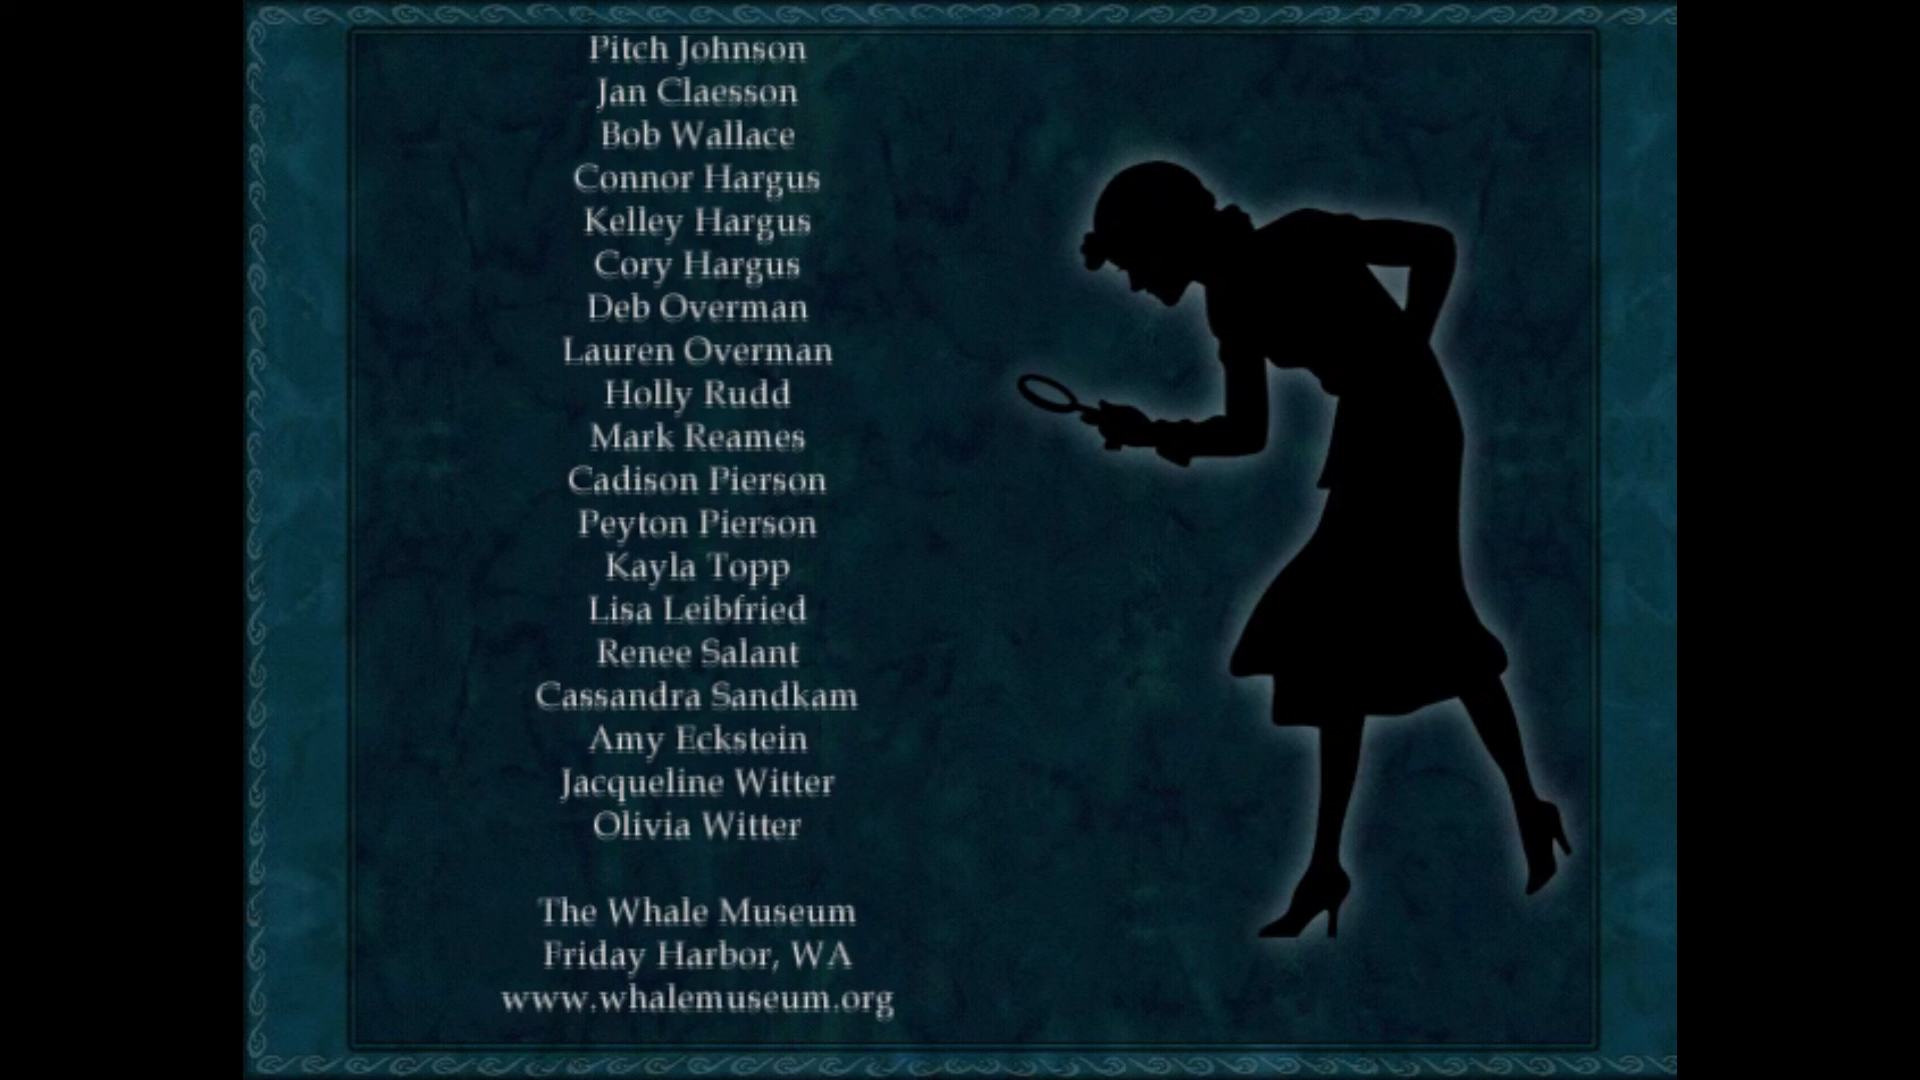 Pitch Johnson
Jan Claesson
Bob Wallace
Connor Hargus
Kelley Hargus
Cory Hargus
Deb Overman
Lauren Overman
Holly Rudd
Mark Reames
Cadison Pierson
Peyton Pierson
Kayla Topp
Lisa Leibfried
Renee Salant
Cassandra Sandkam
Amy Eckstein
Jacqueline Witter
Olivia Witter
The Whale Museum
Friday Harbor, WA
www.whalemuseum.org